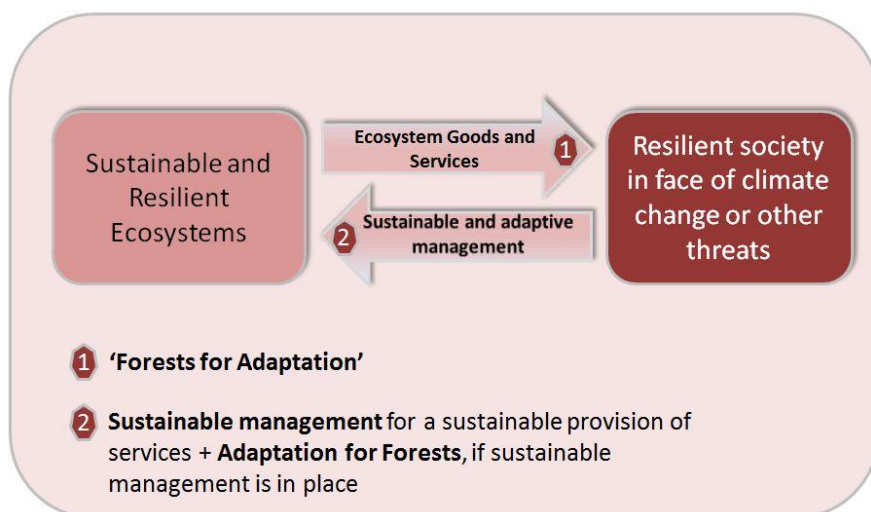 Sustainable and
Resilient
Ecosystems
Ecosystem Goods and
Services
1
Sustainable and adaptive
management
2
Resilient society
in face of climate
change or other
threats
1 ‘Forests for Adaptation’
2 Sustainable management for a sustainable provision of
services + Adaptation for Forests, if sustainable
management is in place